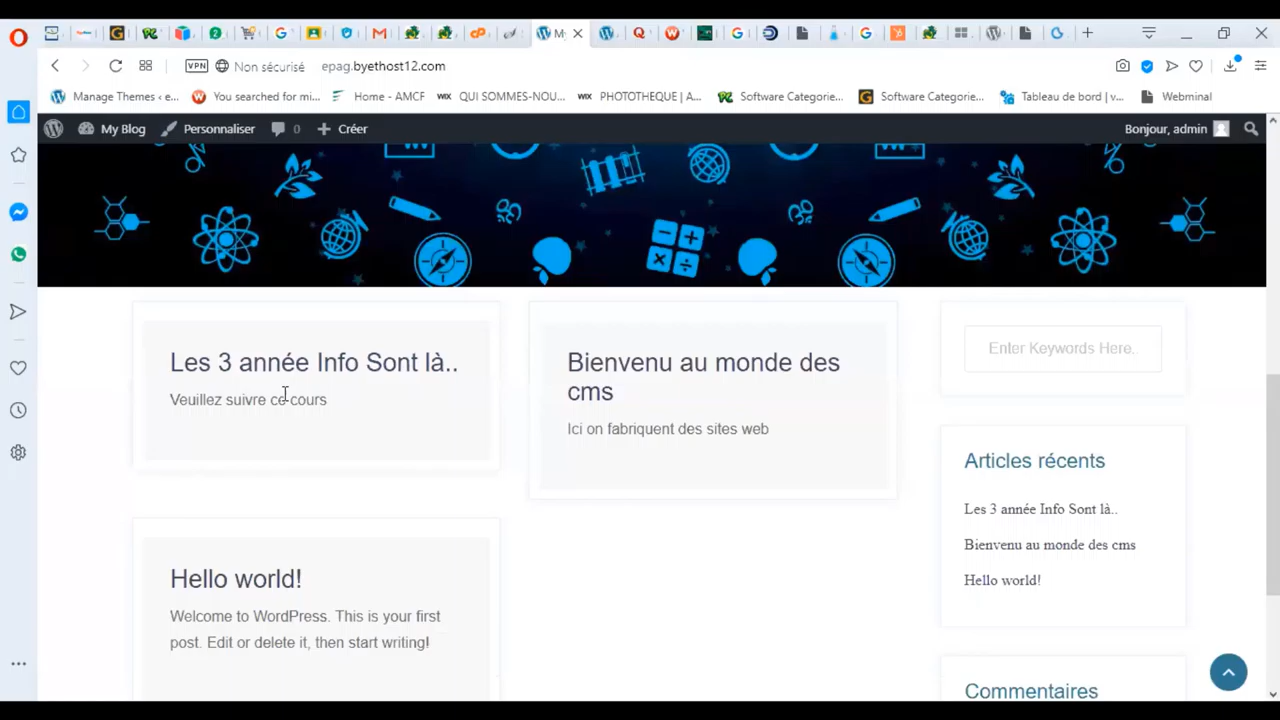 My
VPN Non sécurisé epag.byethost12.com
Manage Themes ‹ e... You searched for mi... Home - AMCF WIX QUI SOMMES-NOU... WIX PHOTOTHEQUE | A... Software Categorie... Software Categorie... Tableau de bord | v... Webminal
My Blog Personnaliser 0 Créer Bonjour, admin
Les 3 année Info Sont là..
Veuillez suivre ce cours
Bienvenu au monde des
cms
Ici on fabriquent des sites web
Hello world!
Welcome to WordPress. This is your first
post. Edit or delete it, then start writing!
Enter Keywords Here..
Articles récents
Les 3 année Info Sont là..
Bienvenu au monde des cms
Hello world!
Commentaires